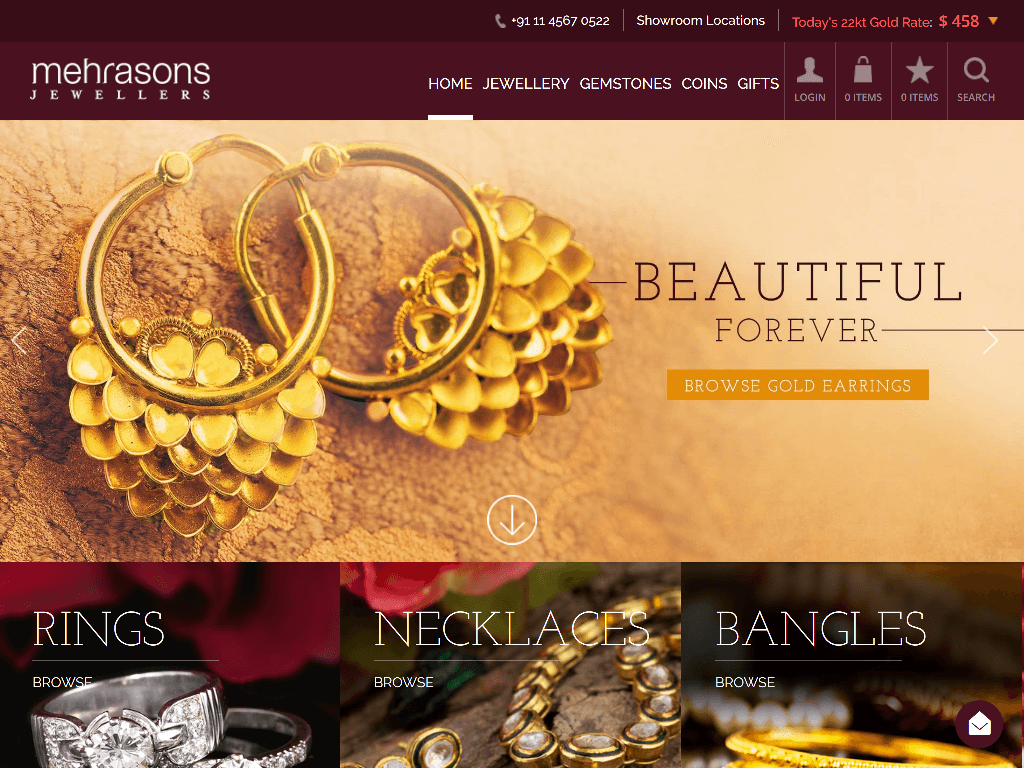 +91 11 4567 0522
Showroom Locations
Today's 22kt Gold Rate: $ 458
mehrasons
JEWELLERS
HOME JEWELLERY GEMSTONES COINS GIFTS
LOGIN
0 ITEMS
0 ITEMS
SEARCH
BEAUTIFUL
FOREVER
BROWSE GOLD EARRINGS
RINGS
BROWSE
NECKLACES
BROWSE
BANGLES
BROWSE